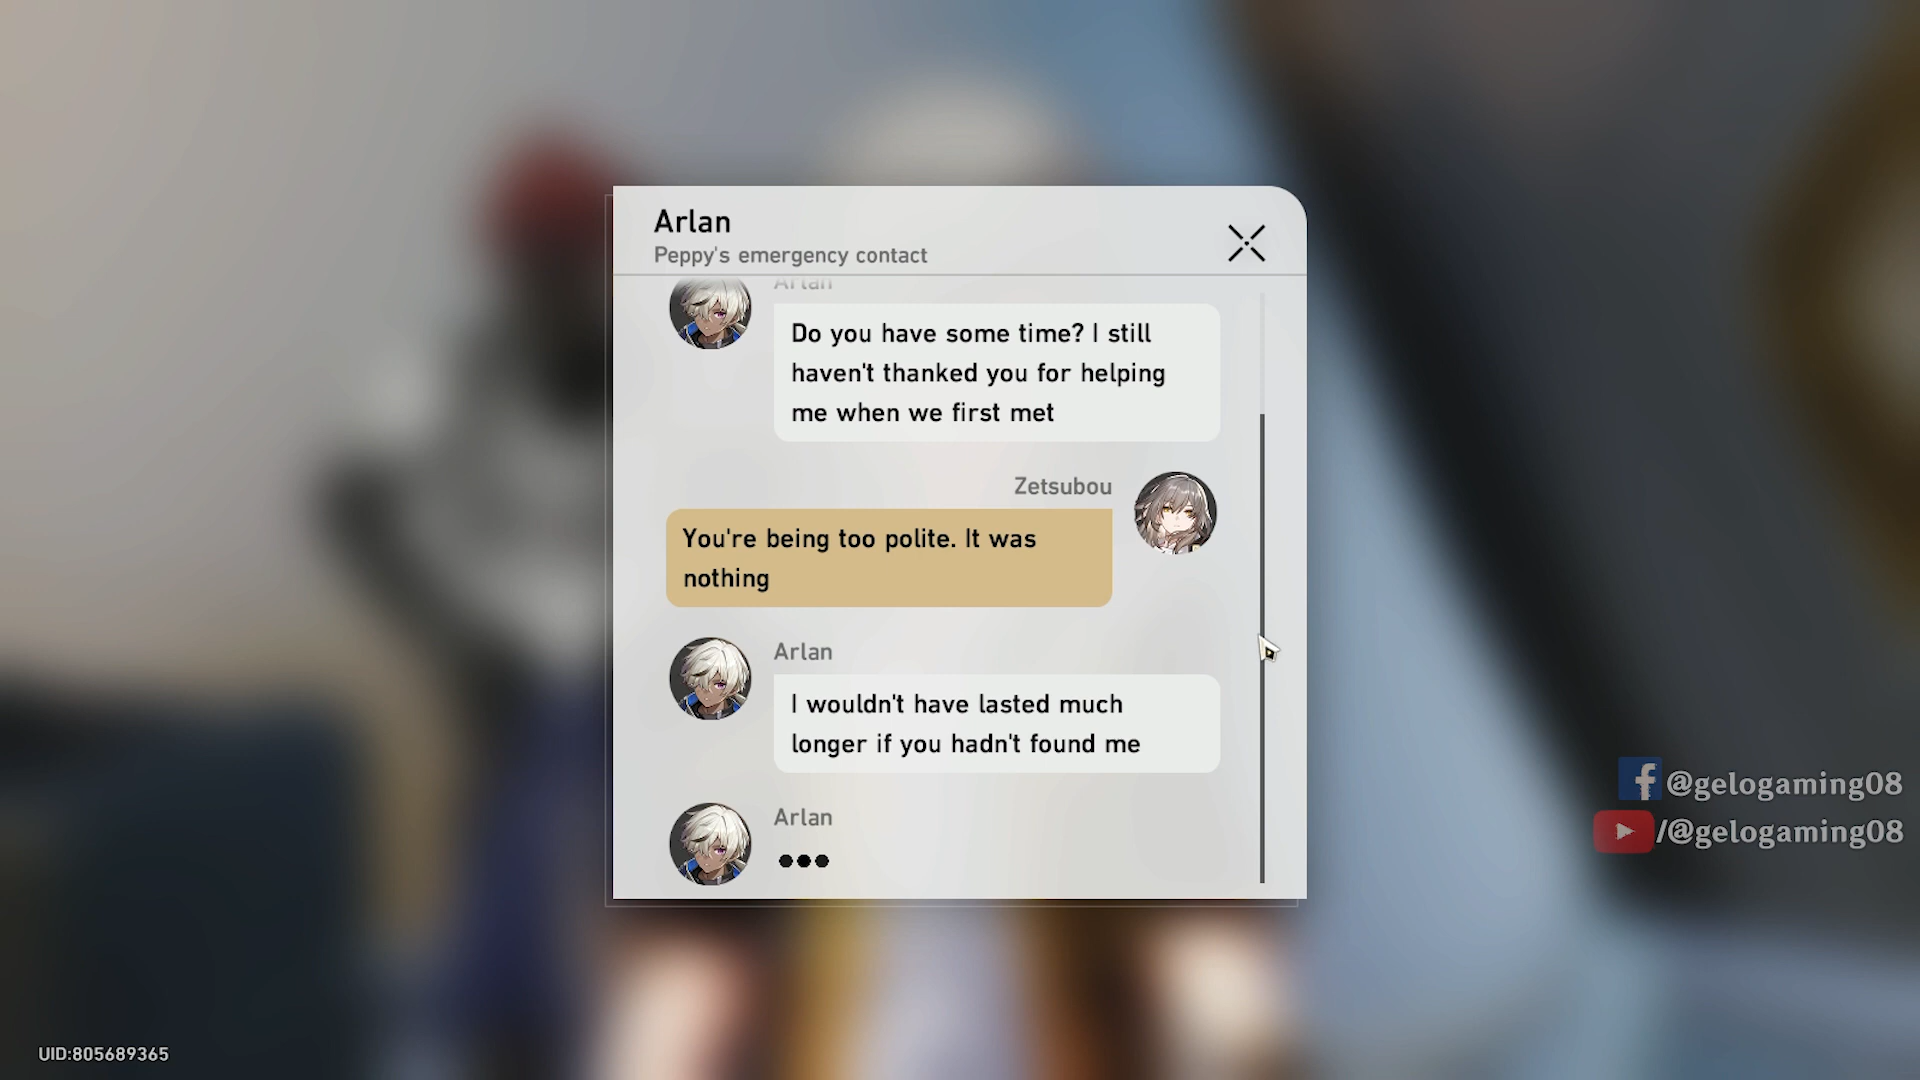 Arlan
Peppy's emergency contact
Arlan
Do you have some time? I still
haven't thanked you for helping
me when we first met
Zetsubou
You're being too polite. It was
nothing
Arlan
I wouldn't have lasted much
longer if you hadn't found me
Arlan
@gelogaming08
/@gelogaming08
UID:805689365